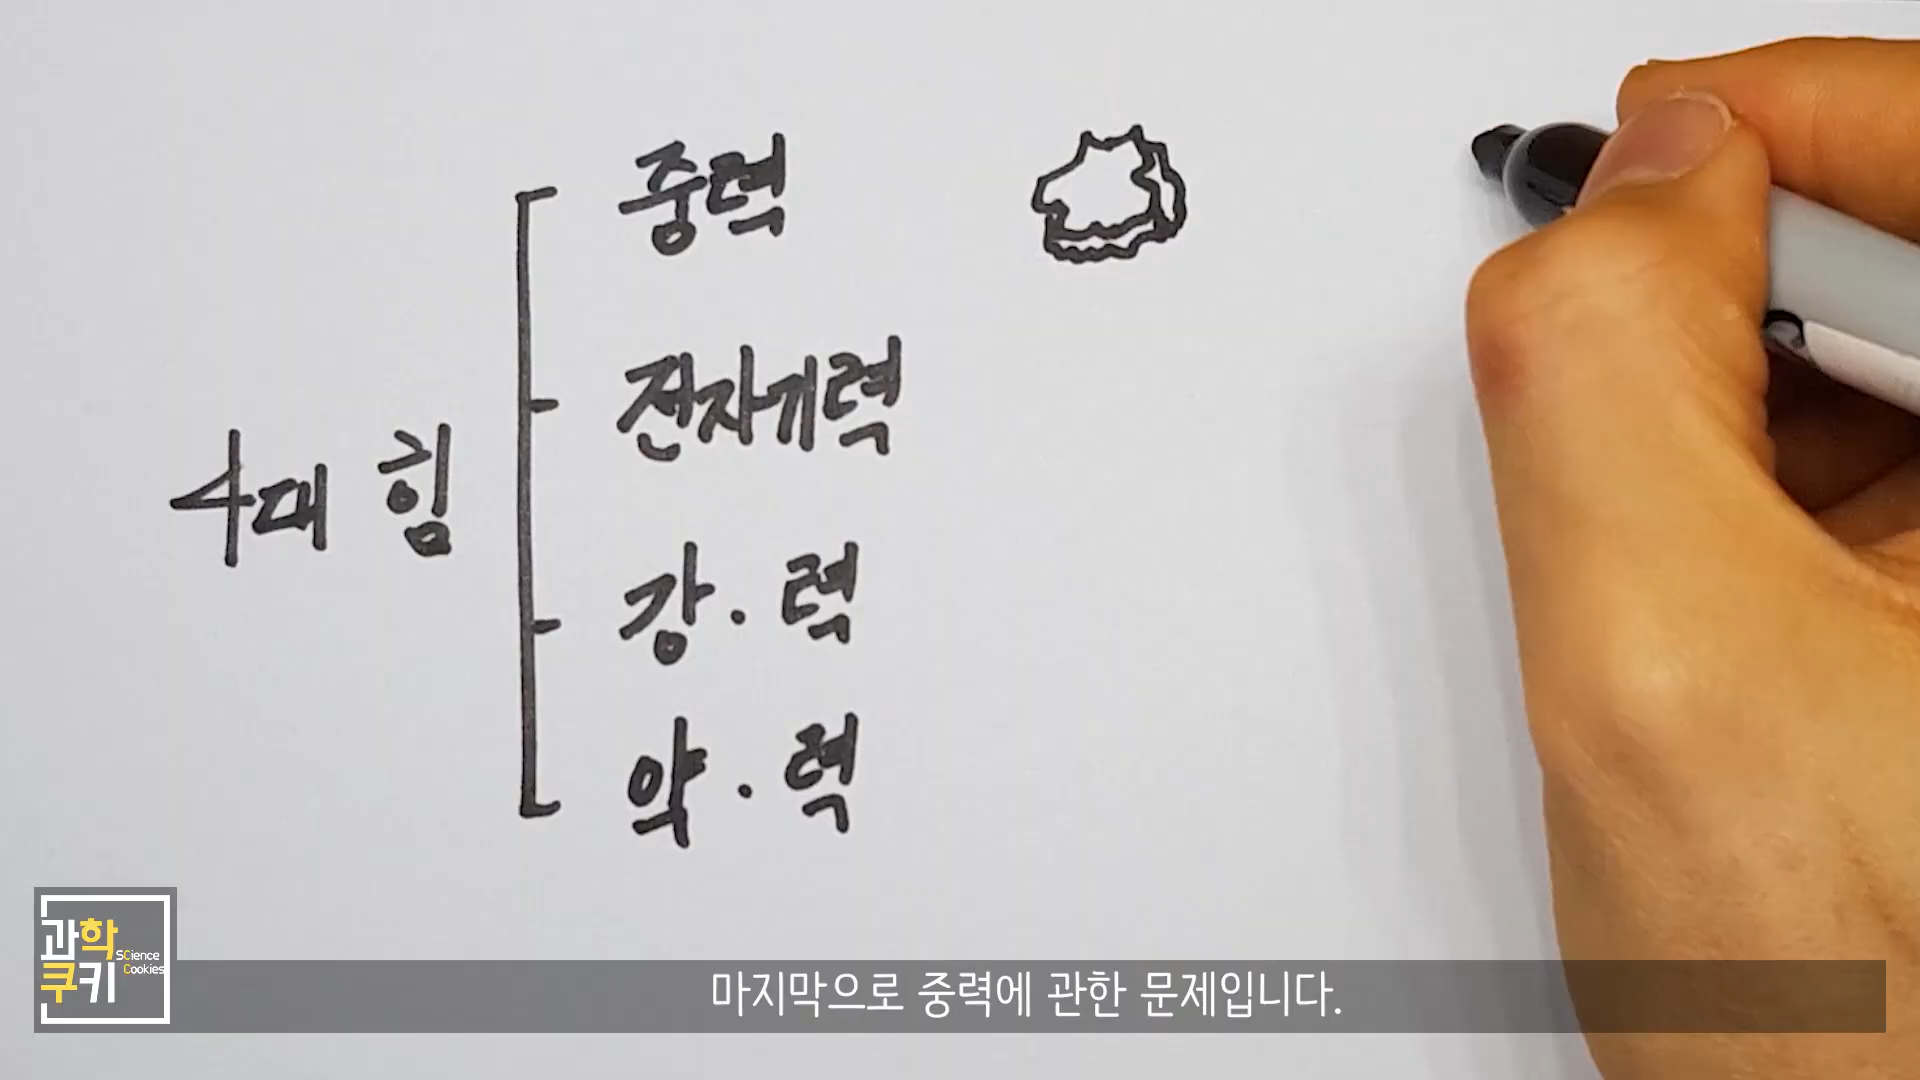 4대 힘
중력
전자기력
강·력
약·력
과학
쿠키
SCience
Cookies
마지막으로 중력에 관한 문제입니다.